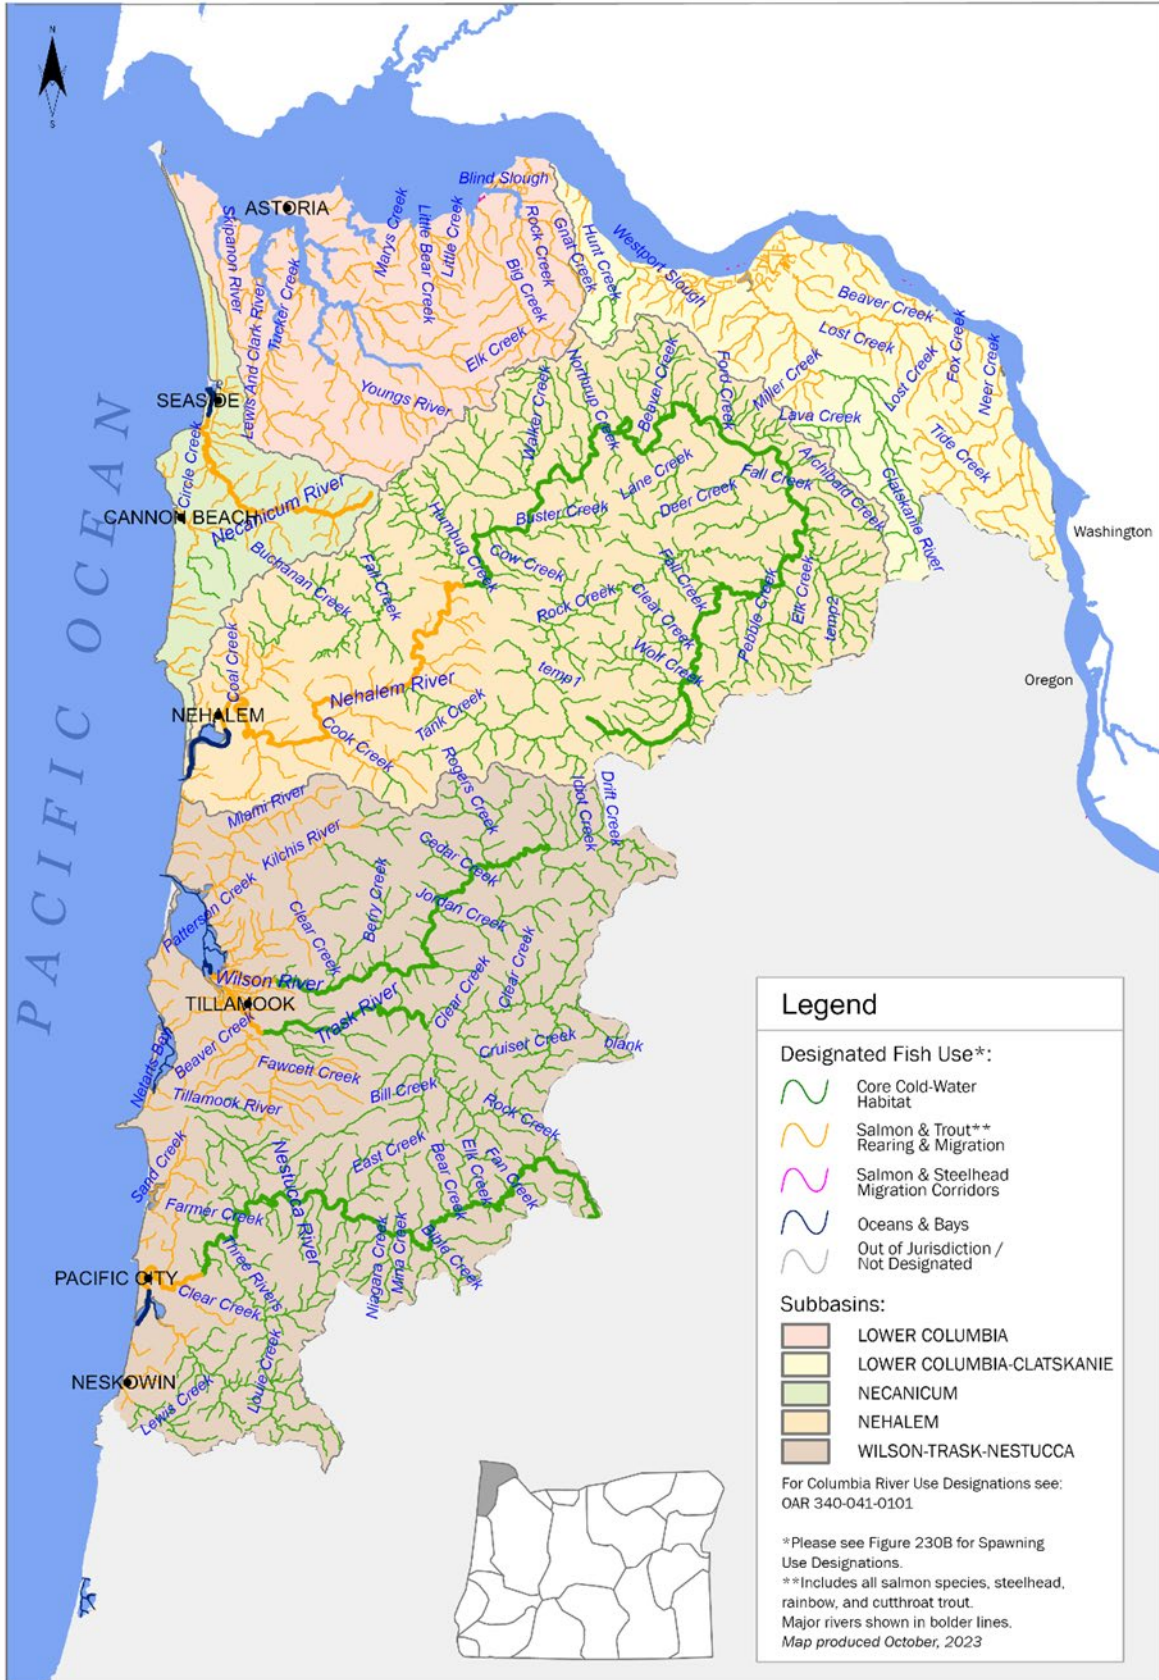 N
S
Blind Slough
ASTORIA
Skipanon River
Lewis And Clark River
Tucker Creek
Marys Creek
Little Bear Creek
Little Creek
Rock Creek
Gnat Creek
Hunt Creek
Big Creek
Westport Slough
Elk Creek
Youngs River
Beaver Creek
Lost Creek
Fox Creek
Lost Creek
Neer Creek
Miller Creek
Lava Creek
Tide Creek
Clatskanie River
Archibald Creek
SEASIDE
Circle Creek
CANNON BEACH
Necanicum River
Walker Creek
Northrup Creek
Beaver Creek
Ford Creek
Lane Creek
Deer Creek
Fall Creek
Buster Creek
Humbug Creek
Cow Creek
Buchanan Creek
Fall Creek
Rock Creek
Fall Creek
Clear Creek
Wolf Creek
Pebble Creek
Elk Creek
temp2
temp1
Washington
Oregon
PACIFIC OCEAN
Coal Creek
NEHALEM
Nehalem River
Cook Creek
Tank Creek
Rogers Creek
Idiot Creek
Drift Creek
Miami River
Kilchis River
Cedar Creek
Jordan Creek
Berry Creek
Clear Creek
Patterson Creek
Wilson River
TILLAMOOK
Trask River
Clear Creek
Clear Creek
Cruiser Creek
blank
Netarts Bay
Beaver Creek
Fawcett Creek
Tillamook River
Bill Creek
Rock Creek
Sand Creek
East Creek
Bear Creek
Elk Creek
Fan Creek
Nestucca River
Farmer Creek
Three Rivers
Niagara Creek
Mina Creek
Bible Creek
PACIFIC CITY
Clear Creek
NESKOWIN
Lewis Creek
Louie Creek
Legend
Designated Fish Use*:
Core Cold-Water
Habitat
Salmon & Trout**
Rearing & Migration
Salmon & Steelhead
Migration Corridors
Oceans & Bays
Out of Jurisdiction /
Not Designated
Subbasins:
LOWER COLUMBIA
LOWER COLUMBIA-CLATSKANIE
NECANICUM
NEHALEM
WILSON-TRASK-NESTUCCA
For Columbia River Use Designations see:
OAR 340-041-0101
*Please see Figure 230B for Spawning
Use Designations.
**Includes all salmon species, steelhead,
rainbow, and cutthroat trout.
Major rivers shown in bolder lines.
Map produced October, 2023